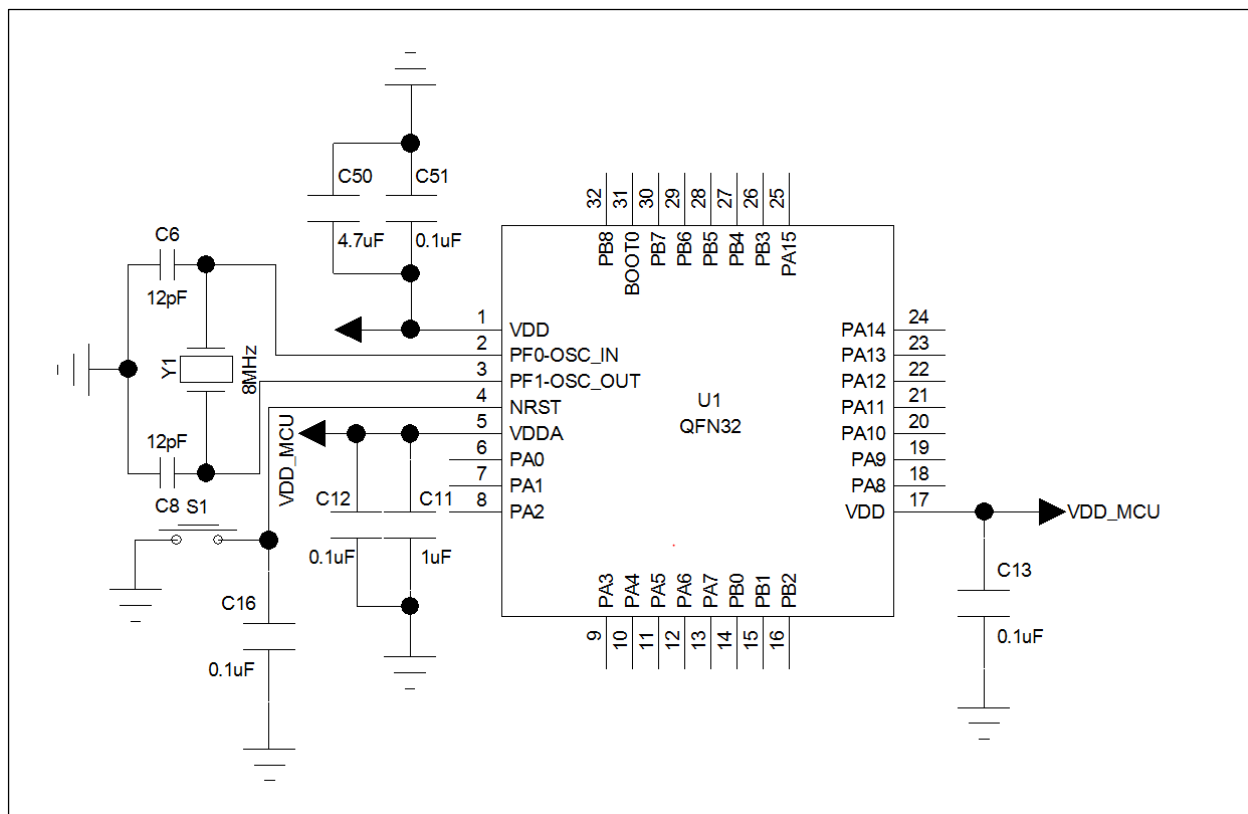 C50
C51
4.7uF
0.1uF
C6
12pF
Y1
8MHz
12pF
C8
S1
VDD_MCU
C16
0.1uF
C12
C11
0.1uF
1uF
32
31
30
29
28
27
26
25
PB8
BOOT0
PB7
PB6
PB5
PB4
PB3
PA15
1 VDD
2 PF0-OSC_IN
3 PF1-OSC_OUT
4 NRST
5 VDDA
6 PA0
7 PA1
8 PA2
U1
QFN32
PA14 24
PA13 23
PA12 22
PA11 21
PA10 20
PA9 19
PA8 18
VDD 17
VDD_MCU
PA3
PA4
PA5
PA6
PA7
PB0
PB1
PB2
9
10
11
12
13
14
15
16
C13
0.1uF